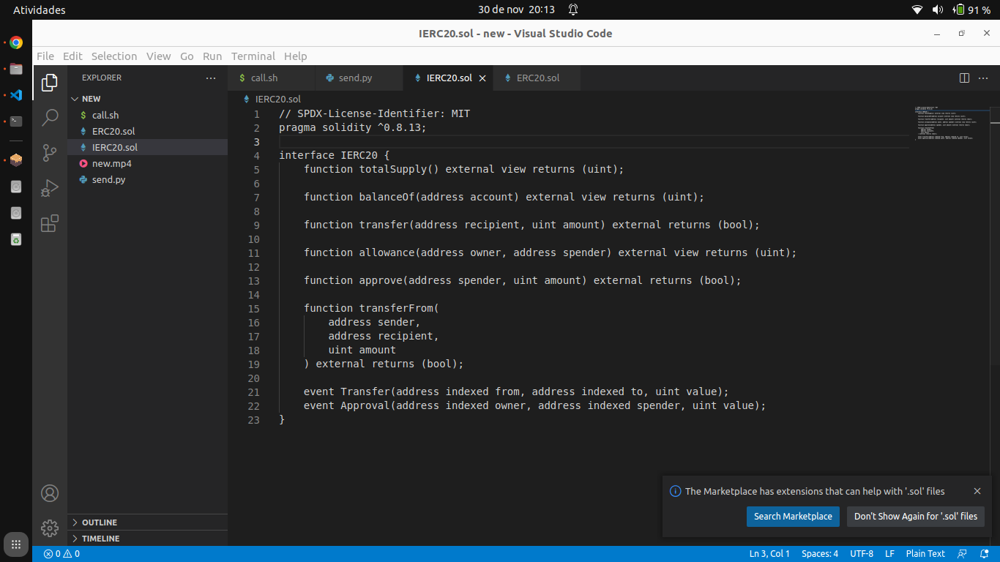 Atividades
30 de nov 20:13
91 %
IERC20.sol - new - Visual Studio Code
File Edit Selection View Go Run Terminal Help
EXPLORER
NEW
$ call.sh
ERC20.sol
IERC20.sol
new.mp4
send.py
OUTLINE
TIMELINE
$ call.sh
send.py
IERC20.sol
ERC20.sol
IERC20.sol
1 // SPDX-License-Identifier: MIT
2 pragma solidity ^0.8.13;
3
4 interface IERC20 {
5     function totalSupply() external view returns (uint);
6
7     function balanceOf(address account) external view returns (uint);
8
9     function transfer(address recipient, uint amount) external returns (bool);
10
11     function allowance(address owner, address spender) external view returns (uint);
12
13     function approve(address spender, uint amount) external returns (bool);
14
15     function transferFrom(
16         address sender,
17         address recipient,
18         uint amount
19     ) external returns (bool);
20
21     event Transfer(address indexed from, address indexed to, uint value);
22     event Approval(address indexed owner, address indexed spender, uint value);
23 }
The Marketplace has extensions that can help with '.sol' files
Search Marketplace
Don't Show Again for '.sol' files
0 0
Ln 3, Col 1 Spaces: 4 UTF-8 LF Plain Text